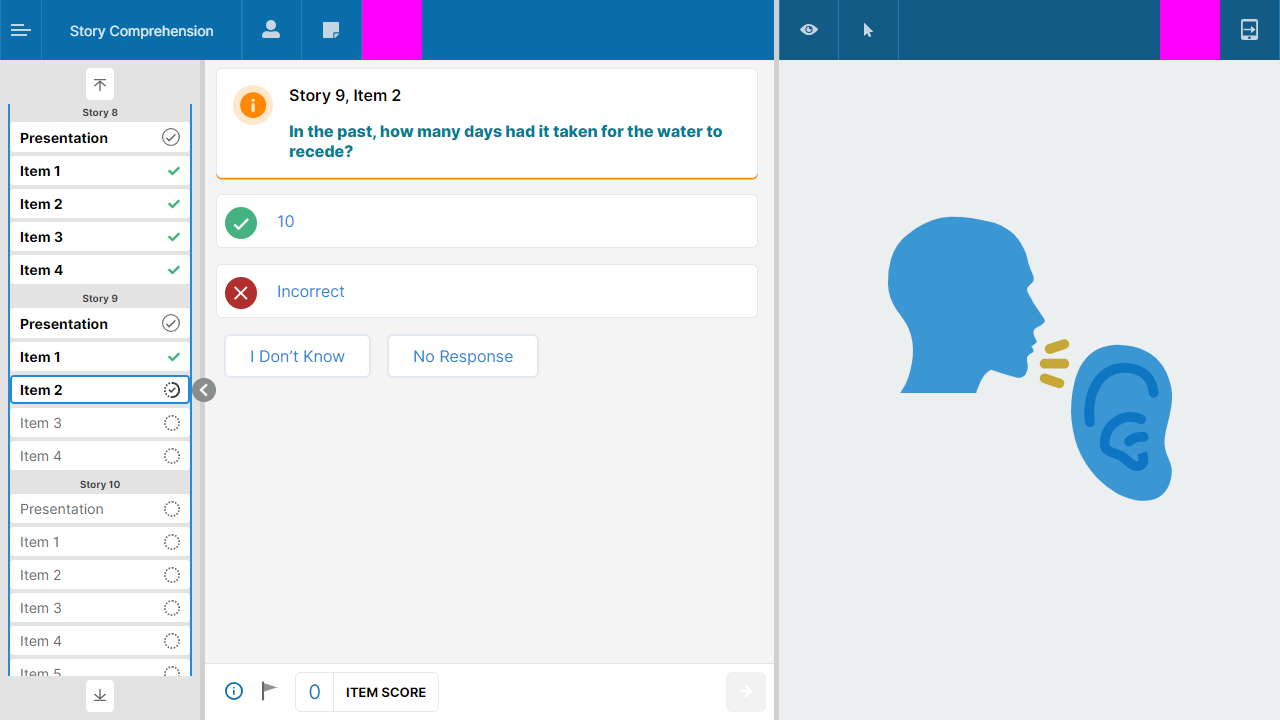 Story Comprehension
Story 8
Presentation
Item 1
Item 2
Item 3
Item 4
Story 9
Presentation
Item 1
Item 2
Item 3
Item 4
Story 10
Presentation
Item 1
Item 2
Item 3
Item 4
Item 5
Story 9, Item 2
In the past, how many days had it taken for the water to
recede?
10
Incorrect
I Don’t Know
No Response
0
ITEM SCORE